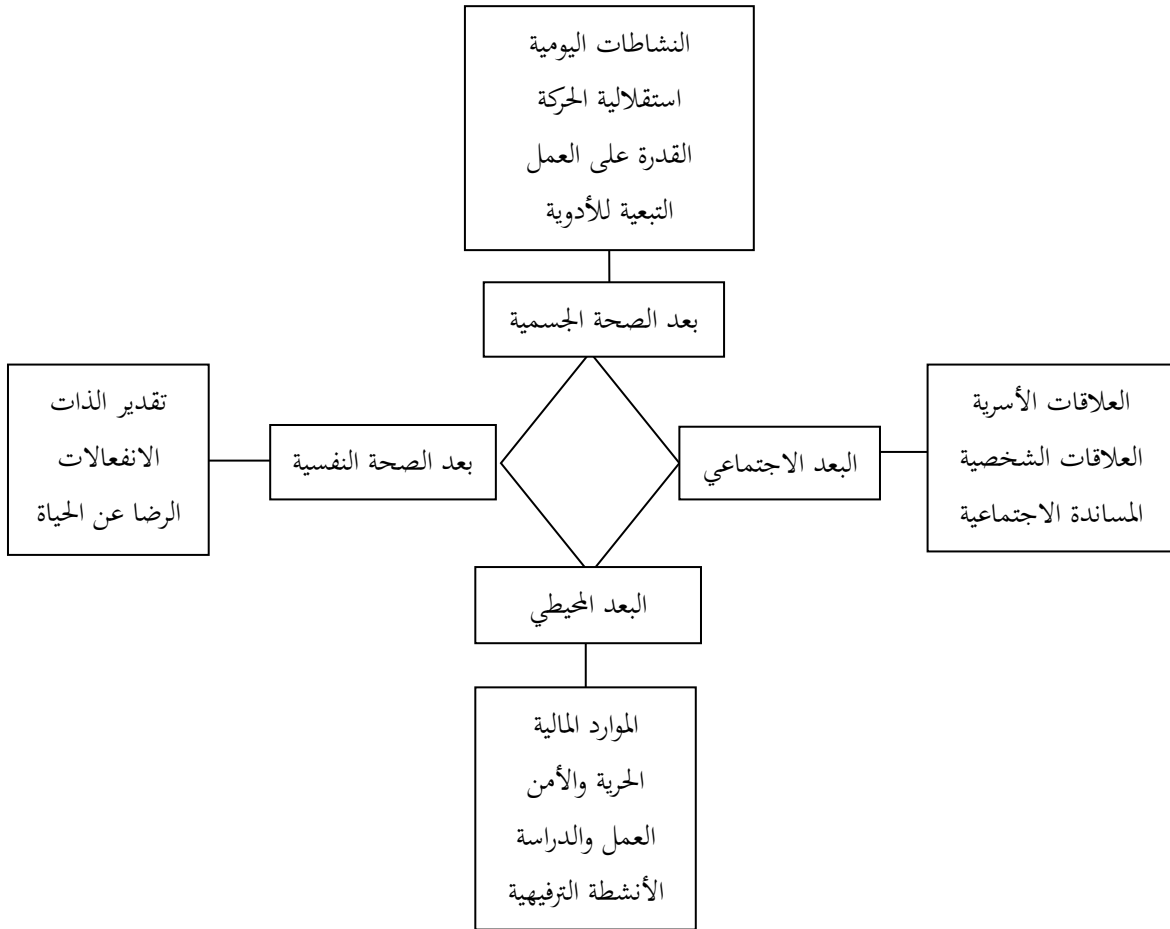 النشاطات اليومية
استقلالية الحركة
القدرة على العمل
التبعية للأدوية
بعد الصحة الجسمية
العلاقات الأسرية
العلاقات الشخصية
المساندة الاجتماعية
البعد الاجتماعي
بعد الصحة النفسية
تقدير الذات
الانفعالات
الرضا عن الحياة
البعد المحيطي
الموارد المالية
الحرية والأمن
العمل والدراسة
الأنشطة الترفيهية